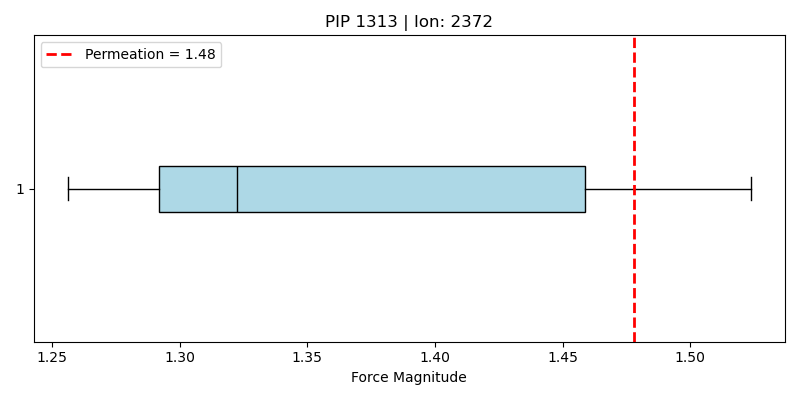 PIP 1313 | Ion: 2372
Permeation = 1.48
1
1.25 1.30 1.35 1.40 1.45 1.50
Force Magnitude